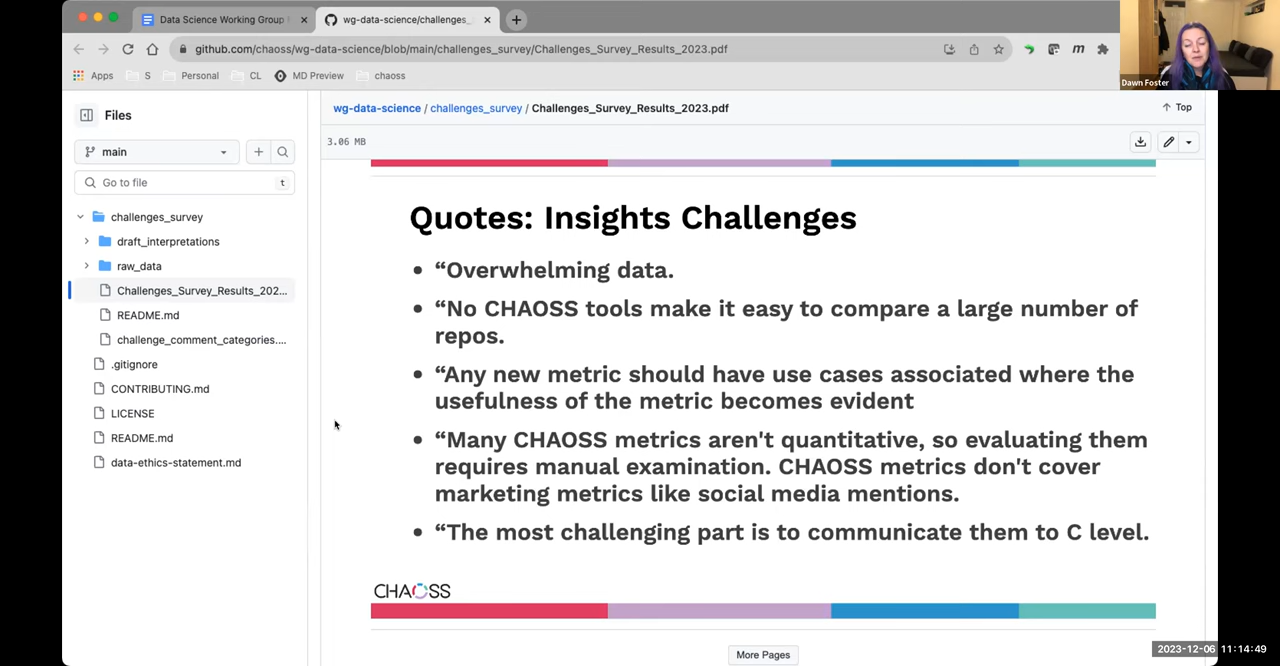 Data Science Working Group
wg-data-science/challenges_
github.com/chaoss/wg-data-science/blob/main/challenges_survey/Challenges_Survey_Results_2023.pdf
Apps
S
Personal
CL
MD Preview
chaoss
Dawn Foster
Files
wg-data-science / challenges_survey / Challenges_Survey_Results_2023.pdf
Top
main
3.06 MB
Go to file
t
challenges_survey
draft_interpretations
raw_data
Challenges_Survey_Results_202...
README.md
challenge_comment_categories....
.gitignore
CONTRIBUTING.md
LICENSE
README.md
data-ethics-statement.md
Quotes: Insights Challenges
• “Overwhelming data.
• “No CHAOSS tools make it easy to compare a large number of
repos.
• “Any new metric should have use cases associated where the
usefulness of the metric becomes evident
• “Many CHAOSS metrics aren't quantitative, so evaluating them
requires manual examination. CHAOSS metrics don't cover
marketing metrics like social media mentions.
• “The most challenging part is to communicate them to C level.
CHAOSS
More Pages
2023-12-06 11:14:49